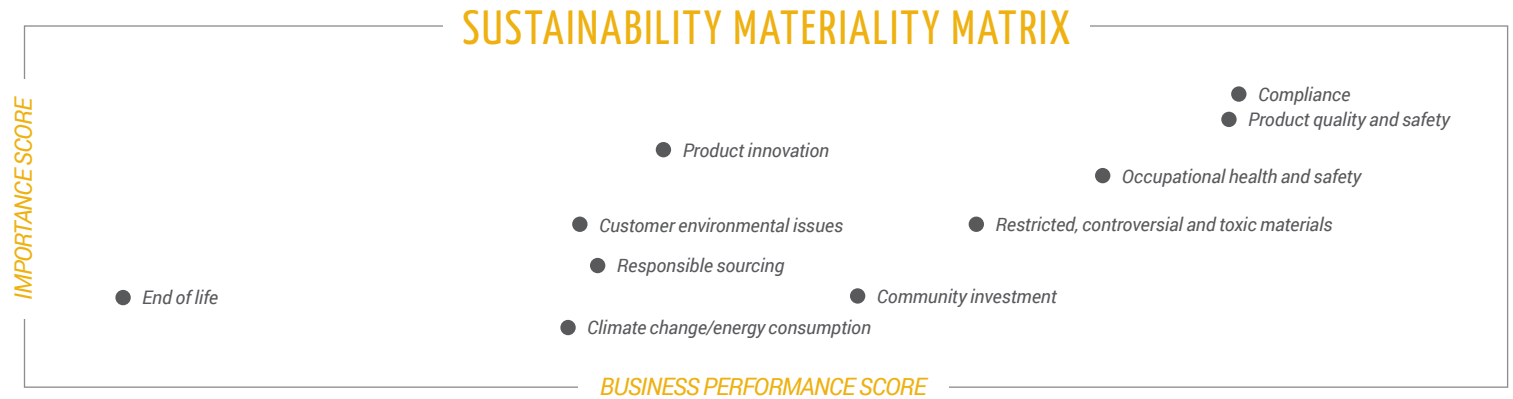 SUSTAINABILITY MATERIALITY MATRIX
IMPORTANCE SCORE
Compliance
Product quality and safety
Product innovation
Occupational health and safety
Customer environmental issues
Restricted, controversial and toxic materials
Responsible sourcing
End of life
Community investment
Climate change/energy consumption
BUSINESS PERFORMANCE SCORE